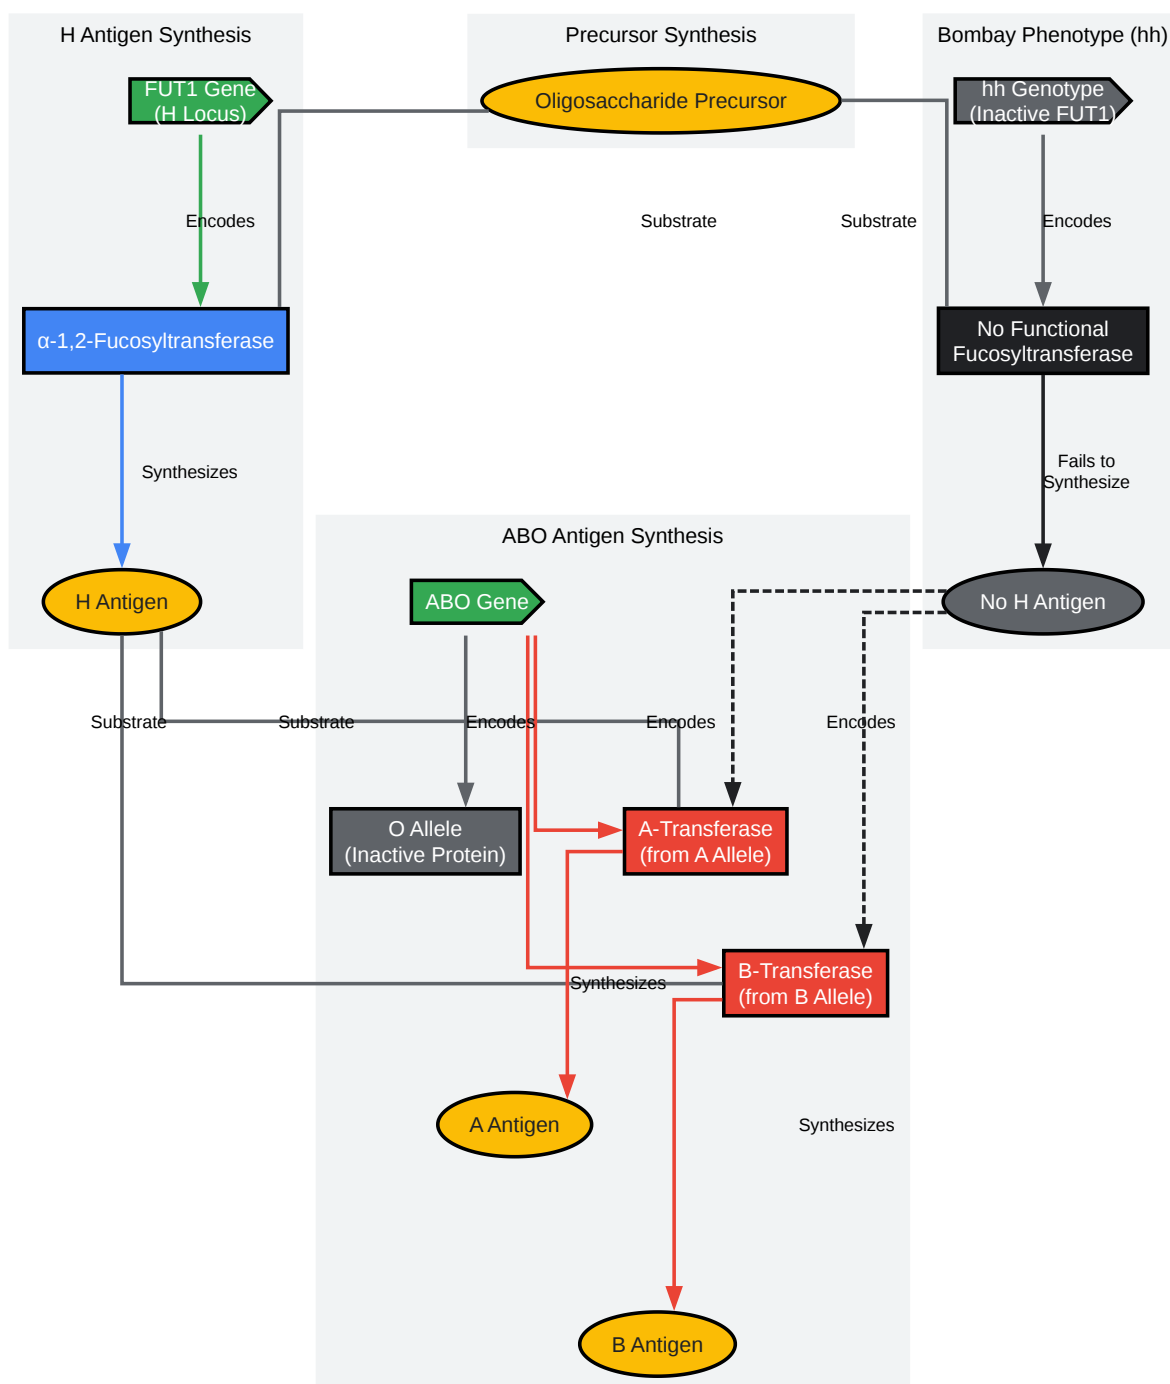 H Antigen Synthesis
Precursor Synthesis
Bombay Phenotype (hh)
FUT1 Gene
(H Locus)
Oligosaccharide Precursor
hh Genotype
(Inactive FUT1)
Encodes
Substrate
Substrate
Encodes
α-1,2-Fucosyltransferase
No Functional
Fucosyltransferase
Synthesizes
Fails to
Synthesize
ABO Antigen Synthesis
H Antigen
ABO Gene
No H Antigen
Substrate
Substrate
Encodes
Encodes
Encodes
O Allele
(Inactive Protein)
A-Transferase
(from A Allele)
B-Transferase
(from B Allele)
Synthesizes
A Antigen
Synthesizes
B Antigen